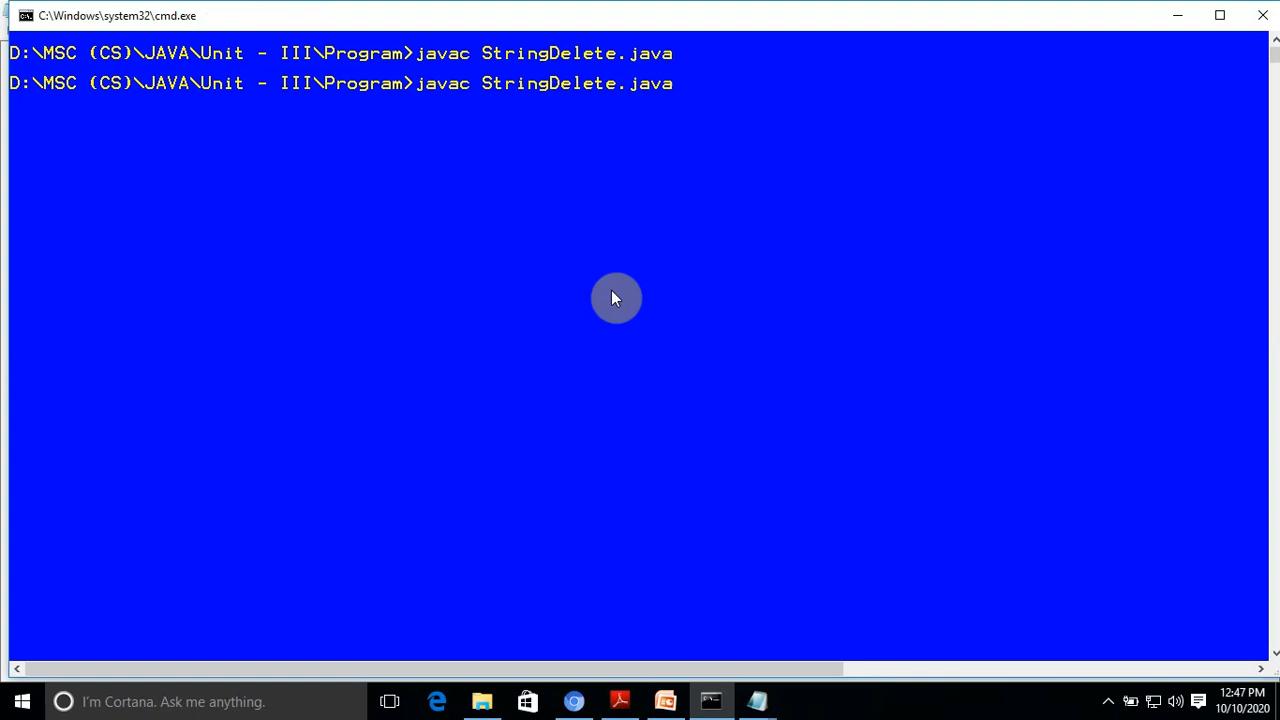 C:\Windows\system32\cmd.exe
D:\MSC (CS)\JAVA\Unit - III\Program>javac StringDelete.java
D:\MSC (CS)\JAVA\Unit - III\Program>javac StringDelete.java
I'm Cortana. Ask me anything.
12:47 PM
10/10/2020